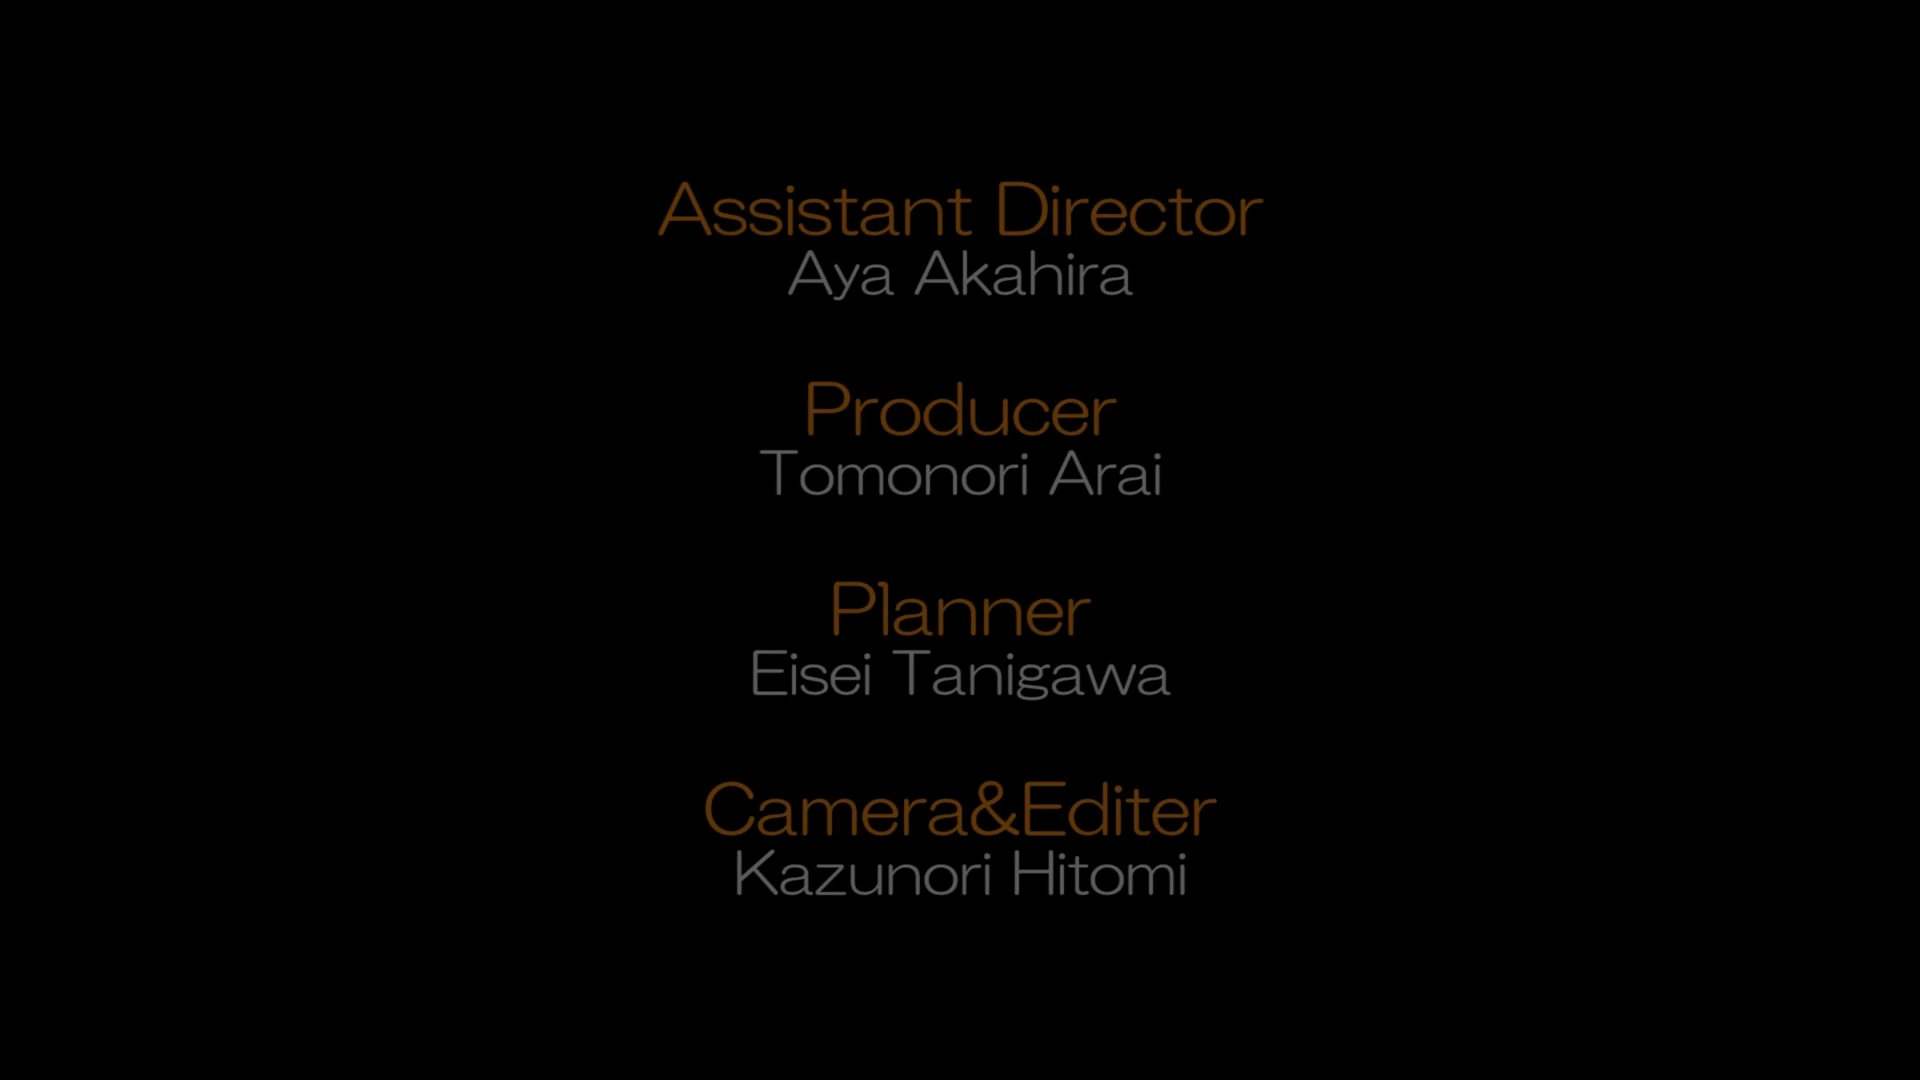 Assistant Director
Aya Akahira
Producer
Tomonori Arai
Planner
Eisei Tanigawa
Camera&Editer
Kazunori Hitomi